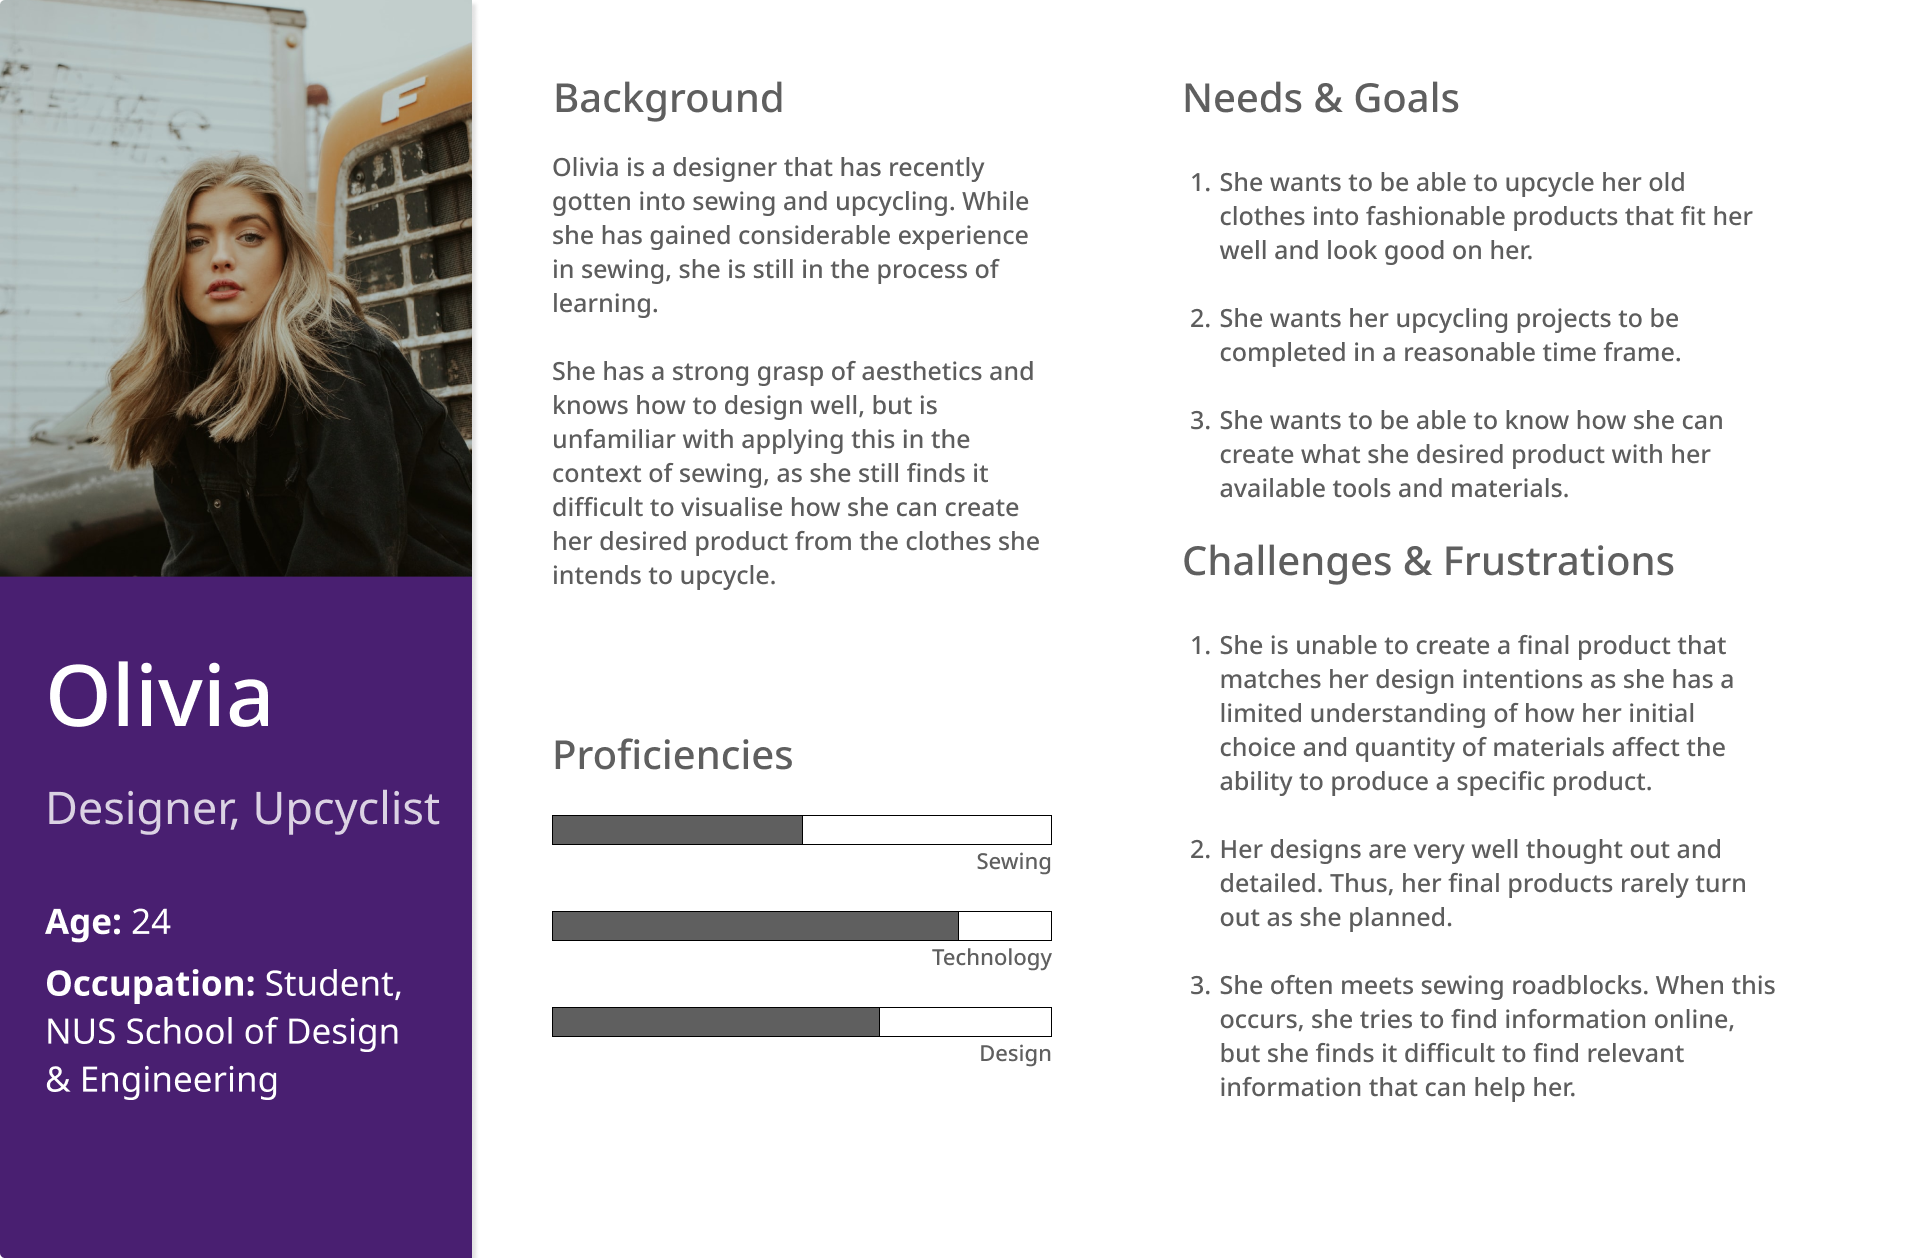 F
Olivia
Designer, Upcyclist
Age: 24
Occupation: Student,
NUS School of Design
& Engineering
Background
Olivia is a designer that has recently
gotten into sewing and upcycling. While
she has gained considerable experience
in sewing, she is still in the process of
learning.
She has a strong grasp of aesthetics and
knows how to design well, but is
unfamiliar with applying this in the
context of sewing, as she still finds it
difficult to visualise how she can create
her desired product from the clothes she
intends to upcycle.
Proficiencies
Sewing
Technology
Design
Needs & Goals
1. She wants to be able to upcycle her old
clothes into fashionable products that fit her
well and look good on her.
2. She wants her upcycling projects to be
completed in a reasonable time frame.
3. She wants to be able to know how she can
create what she desired product with her
available tools and materials.
Challenges & Frustrations
1. She is unable to create a final product that
matches her design intentions as she has a
limited understanding of how her initial
choice and quantity of materials affect the
ability to produce a specific product.
2. Her designs are very well thought out and
detailed. Thus, her final products rarely turn
out as she planned.
3. She often meets sewing roadblocks. When this
occurs, she tries to find information online,
but she finds it difficult to find relevant
information that can help her.